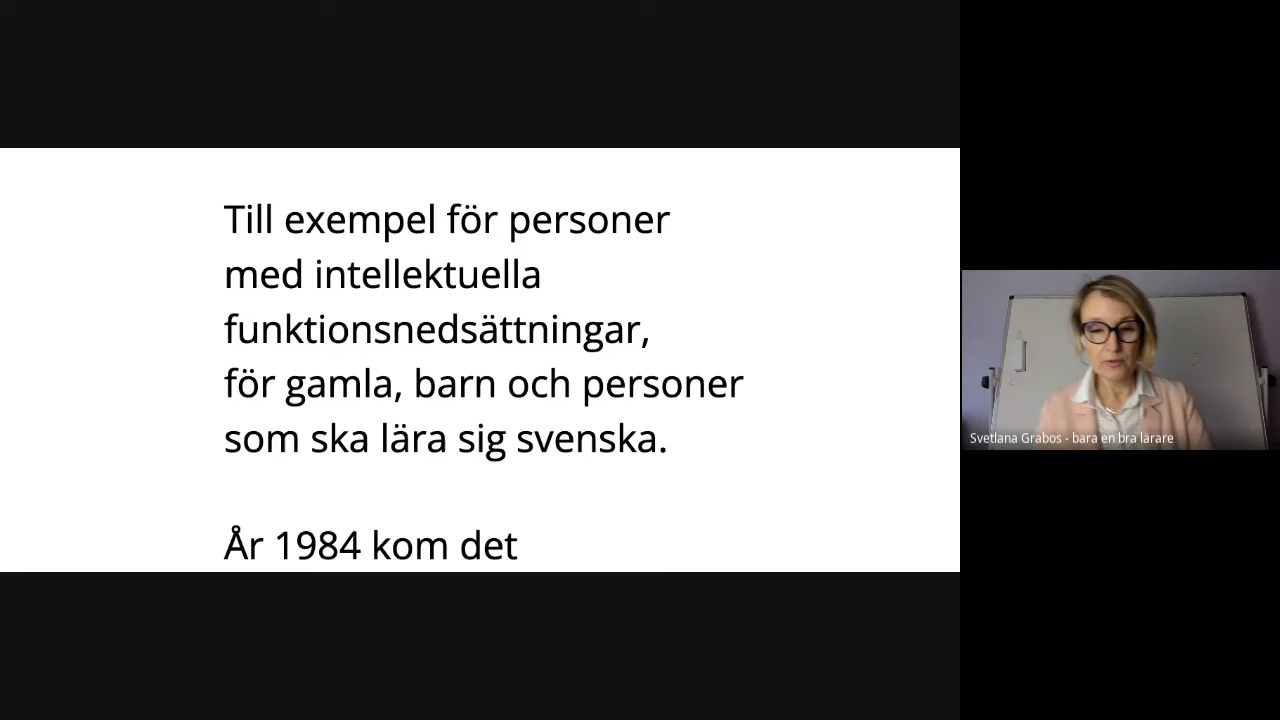 Till exempel för personer
med intellektuella
funktionsnedsättningar,
för gamla, barn och personer
som ska lära sig svenska.
År 1984 kom det
Svetlana Grabos - bara en bra lärare